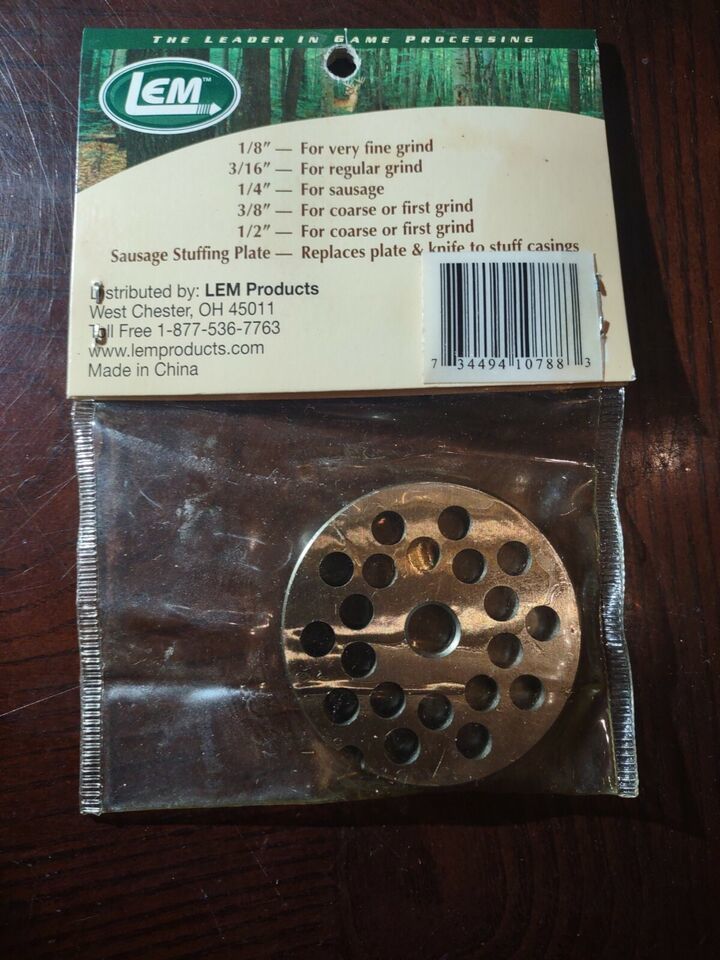 THE LEADER IN GAME PROCESSING
LEM™
1/8" — For very fine grind
3/16" — For regular grind
1/4" — For sausage
3/8" — For coarse or first grind
1/2" — For coarse or first grind
Sausage Stuffing Plate — Replaces plate & knife to stuff casings
Distributed by: LEM Products
West Chester, OH 45011
Toll Free 1-877-536-7763
www.lemproducts.com
Made in China
7 34494 10788 3